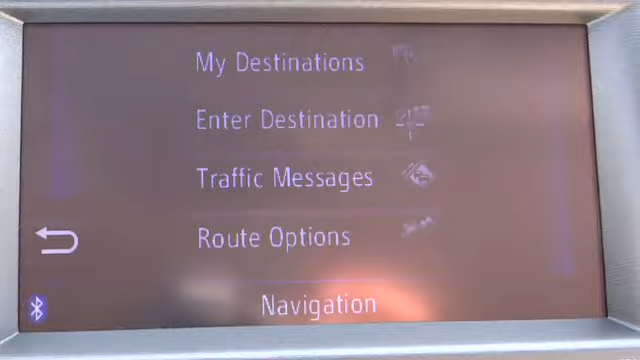 My Destinations
Enter Destination
Traffic Messages
Route Options
Navigation